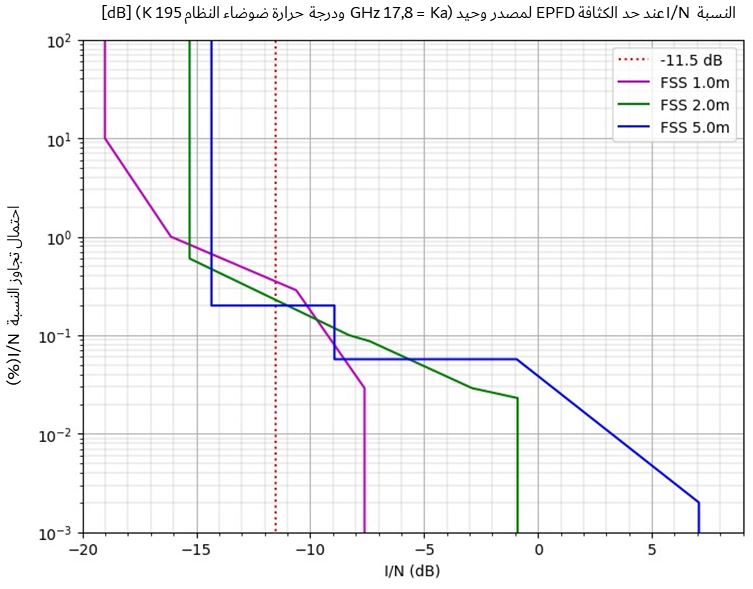 النسبة I/N عند حد الكثافة EPFD لمصدر وحيد (Ka = 17,8 GHz ودرجة حرارة ضوضاء النظام 195 K) [dB]
-11.5 dB
FSS 1.0m
FSS 2.0m
FSS 5.0m
احتمال تجاوز النسبة I/N (%)
10²
10¹
10⁰
10⁻¹
10⁻²
10⁻³
−20 −15 −10 −5 0 5
I/N (dB)